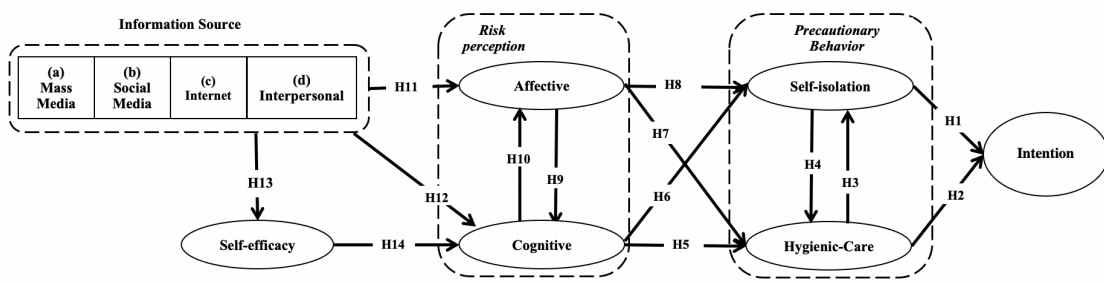 Information Source
(a)
Mass
Media
(b)
Social
Media
(c)
Internet
(d)
Interpersonal
H11
H13
H12
Self-efficacy
H14
Risk
perception
Affective
H10
H9
Cognitive
H8
H7
H6
H5
Precautionary
Behavior
Self-isolation
H4
H3
Hygienic-Care
H1
H2
Intention